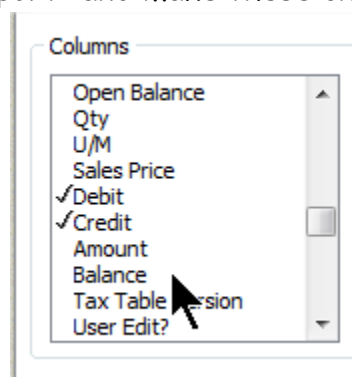 Columns
Open Balance
Qty
U/M
Sales Price
✓Debit
✓Credit
Amount
Balance
Tax Table
User Edit?